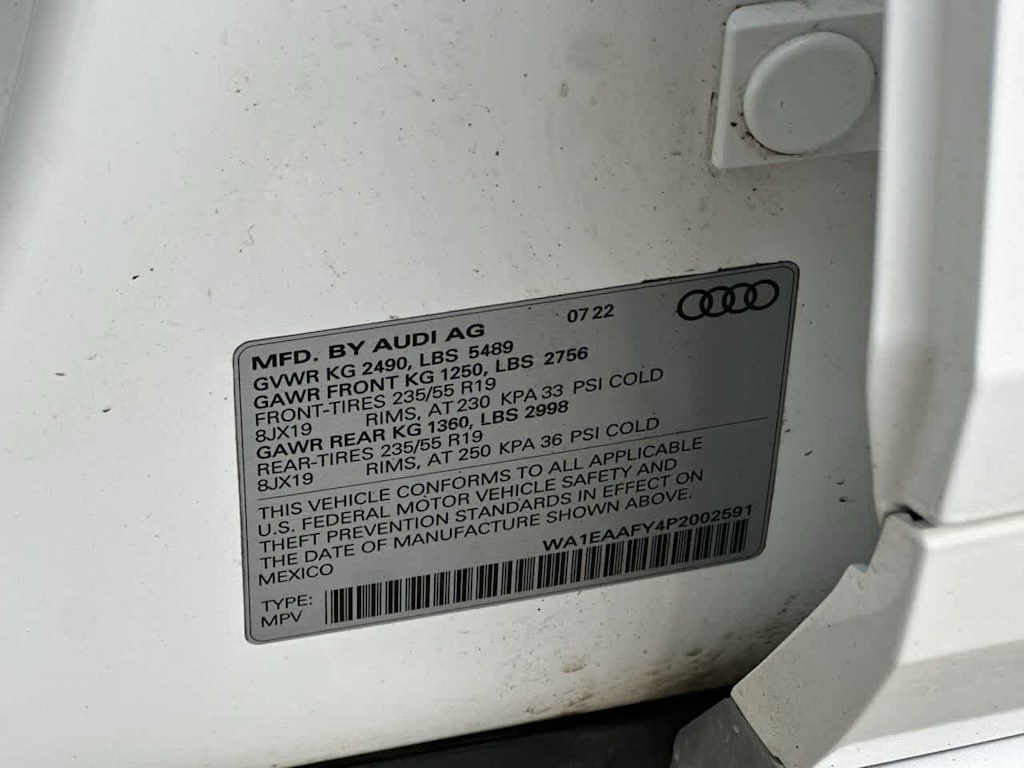 MFD. BY AUDI AG 07 22
GVWR KG 2490, LBS 5489
GAWR FRONT KG 1250, LBS 2756
FRONT-TIRES 235/55 R19
8JX19 RIMS, AT 230 KPA 33 PSI COLD
GAWR REAR KG 1360, LBS 2998
REAR-TIRES 235/55 R19
8JX19 RIMS, AT 250 KPA 36 PSI COLD
THIS VEHICLE CONFORMS TO ALL APPLICABLE
U.S. FEDERAL MOTOR VEHICLE SAFETY AND
THEFT PREVENTION STANDARDS IN EFFECT ON
THE DATE OF MANUFACTURE SHOWN ABOVE.
MEXICO WA1EAAFY4P2002591
TYPE:
MPV